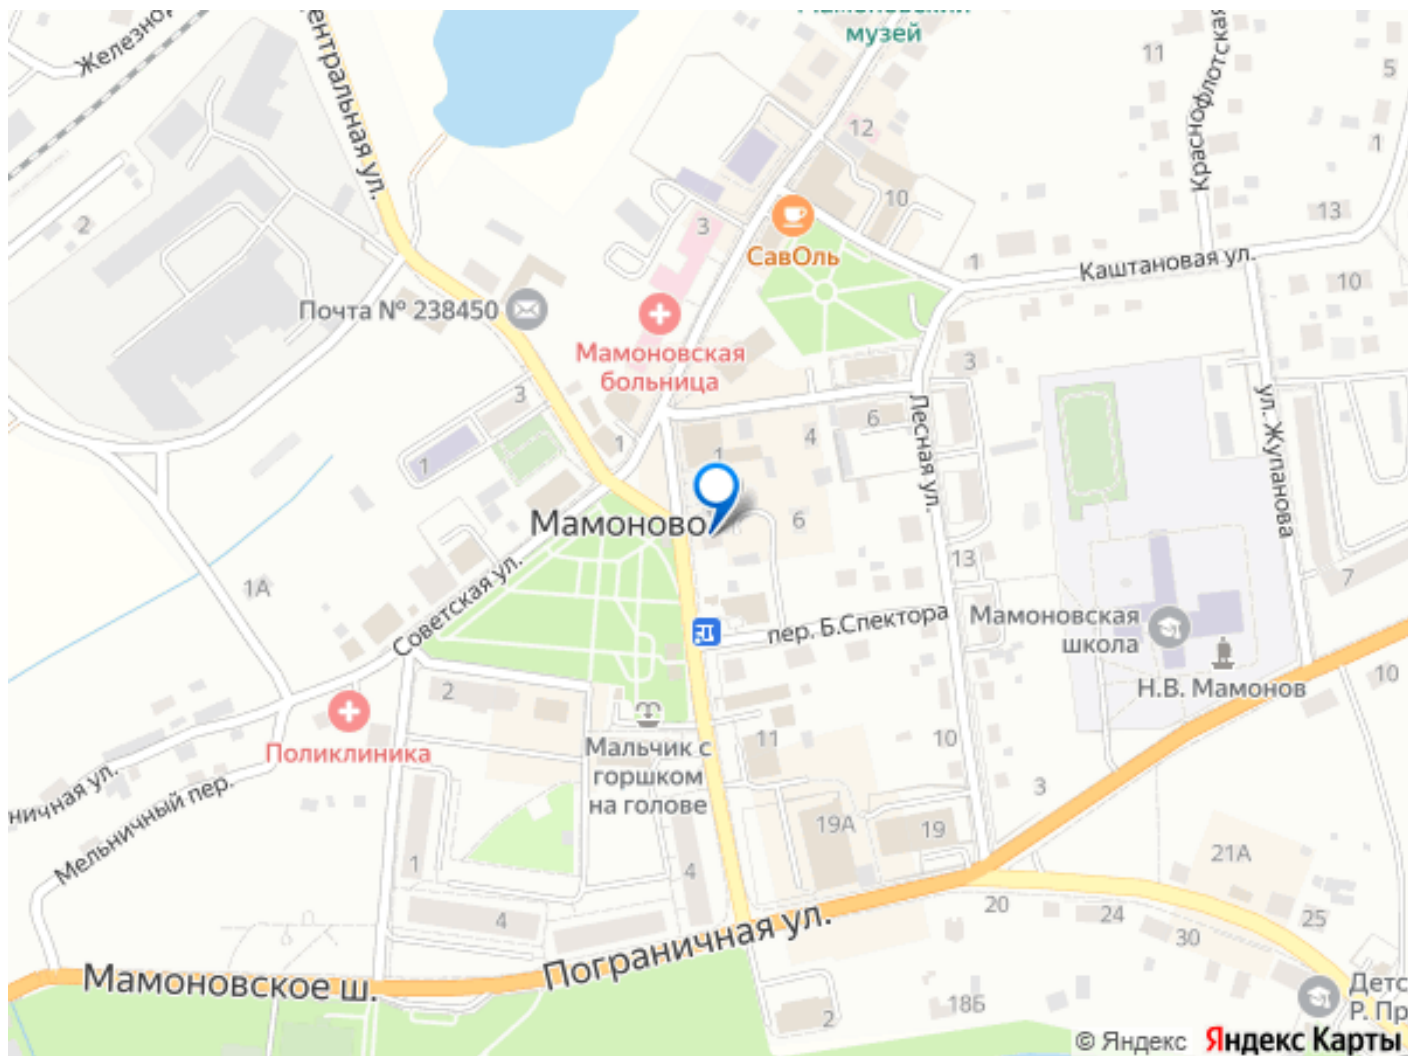 Мамоновский
музей
Железнодор
Центральная ул.
Краснофлотская
11
5
12
1
2
3
10
13
СавОль
1
Каштановая ул.
10
Почта № 238450
Мамоновская
больница
3
3
Лесная ул.
ул. Жупанова
6
4
1
1
1
Мамоново
6
13
7
1А
Советская ул.
пер. Б.Спектора
Мамоновская
школа
Н.В. Мамонов
10
2
Поликлиника
Мальчик с
горшком
на голове
11
10
3
ничная ул.
Мельничный пер.
19А
19
21А
1
4
4
20
24
25
30
Пограничная ул.
Мамоновское ш.
18Б
2
Детс
Р. Пр
© Яндекс Яндекс Карты